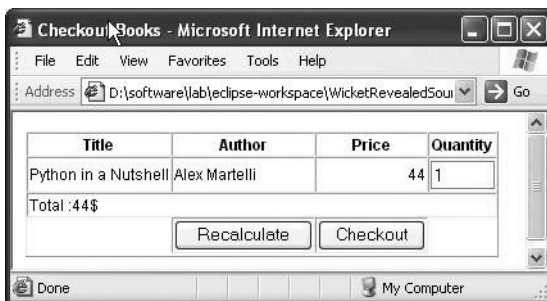 Checkout Books - Microsoft Internet Explorer
File Edit View Favorites Tools Help
Address D:\software\lab\eclipse-workspace\WicketRevealedSour Go
Title Author Price Quantity
Python in a Nutshell Alex Martelli 44 1
Total :44$
Recalculate Checkout
Done My Computer